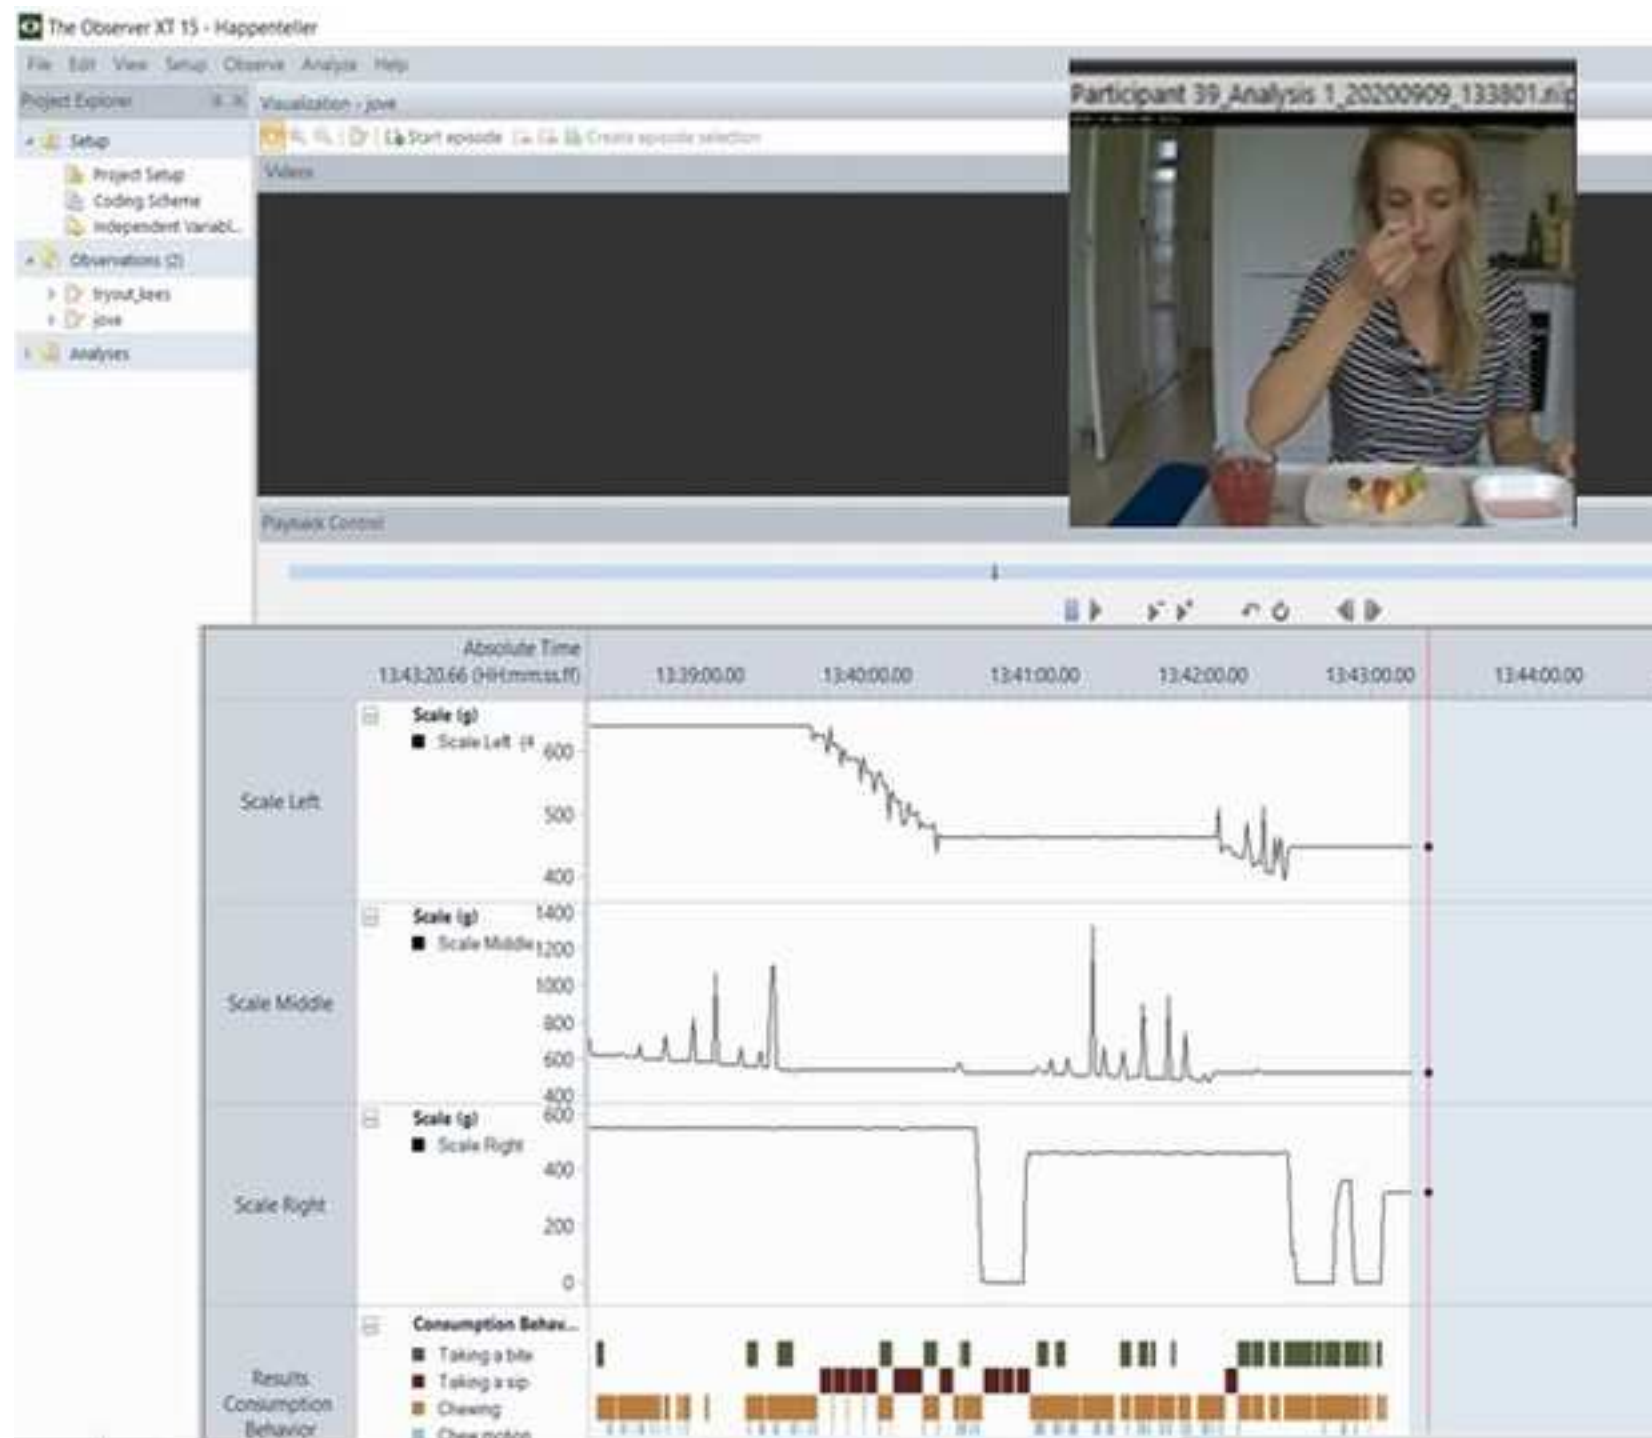 The Observer XT 15 - Happenteller
File Edit View Setup Observe Analyze Help
Project Explorer
Visualization - jove
Start episode
Create episode selection
Setup
Project Setup
Coding Scheme
Independent Variabl...
Observations (2)
tryout_kees
jove
Analyses
Videos
Participant 39_Analysis 1_20200909_133801.
Playback Control
Absolute Time
13:43:20.66 (HH:mm:ss.ff)
13:39:00.00 13:40:00.00 13:41:00.00 13:42:00.00 13:43:00.00 13:44:00.00
Scale Left
Scale (g)
Scale Left (4
600
500
400
Scale Middle
Scale (g)
Scale Middle
1400
1200
1000
800
600
400
Scale Right
Scale (g)
Scale Right
600
400
200
0
Results
Consumption
Behavior
Consumption Behav...
Taking a bite
Taking a sip
Chewing
Chew motion